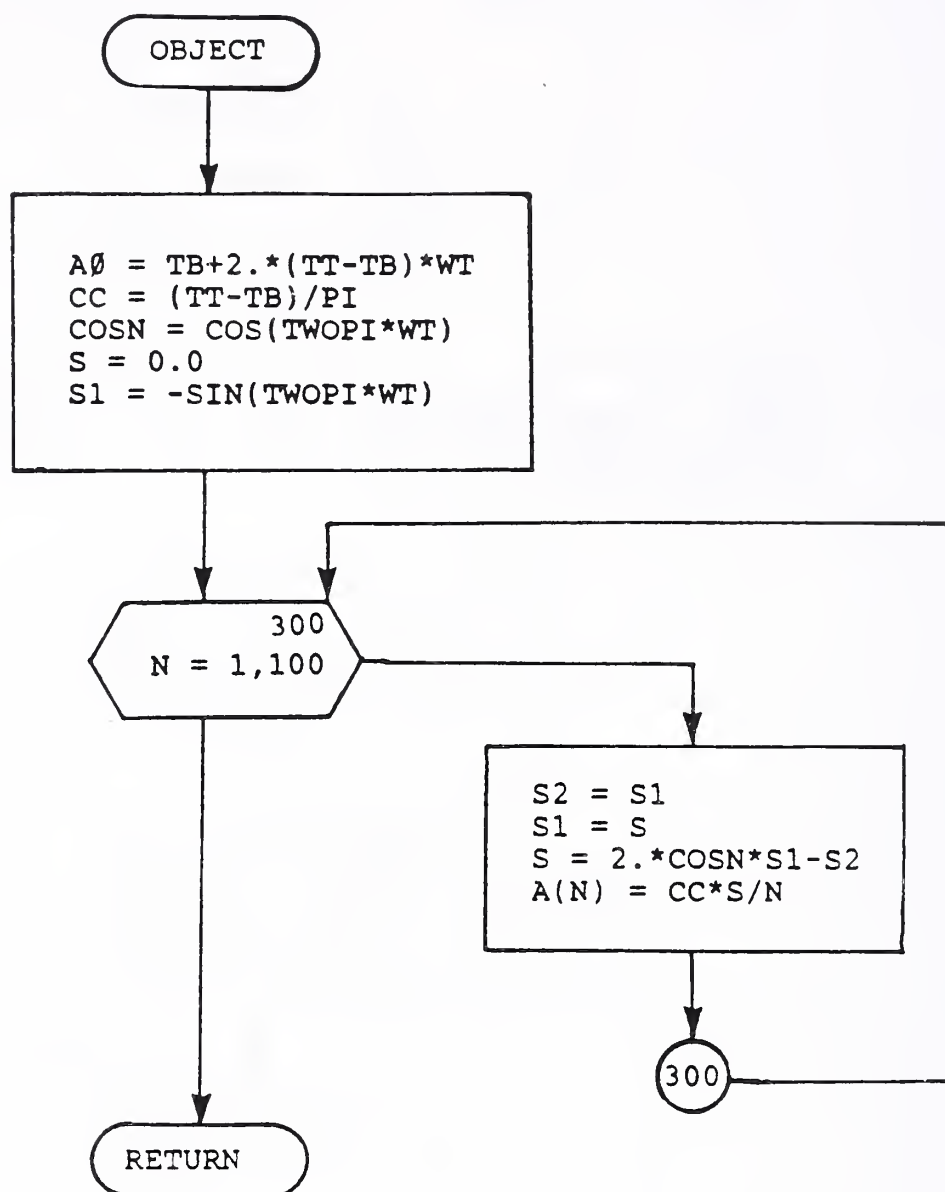 OBJECT
AØ = TB+2.*(TT-TB)*WT
CC = (TT-TB)/PI
COSN = COS(TWOPI*WT)
S = 0.0
S1 = -SIN(TWOPI*WT)
300
N = 1,100
S2 = S1
S1 = S
S = 2.*COSN*S1-S2
A(N) = CC*S/N
300
RETURN